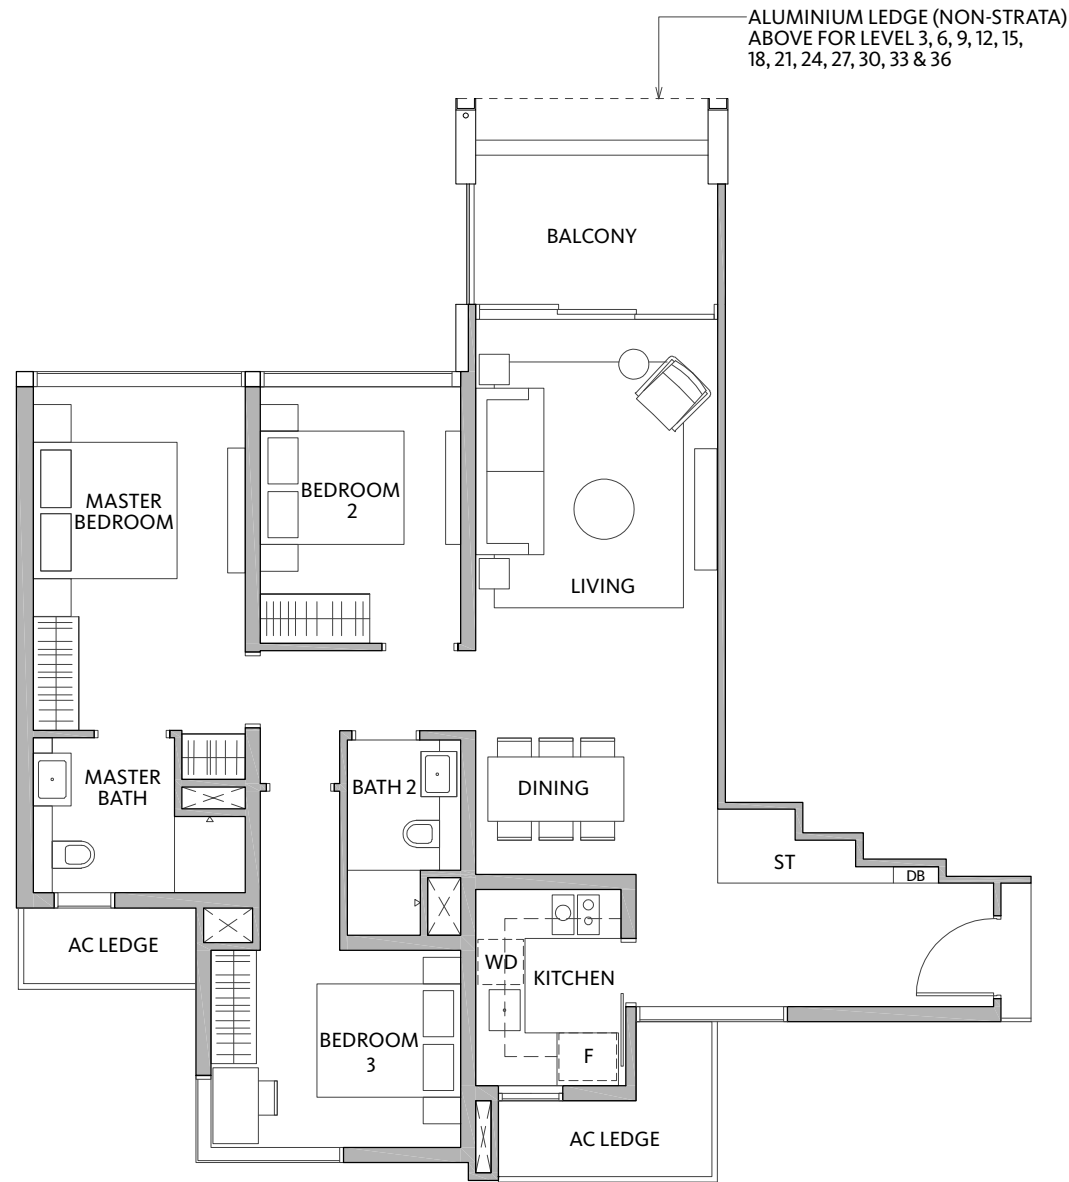 ALUMINIUM LEDGE (NON-STRATA)
ABOVE FOR LEVEL 3, 6, 9, 12, 15,
18, 21, 24, 27, 30, 33 & 36
BALCONY
MASTER
BEDROOM
BEDROOM
2
LIVING
MASTER
BATH
BATH 2
DINING
ST
DB
AC LEDGE
WD
KITCHEN
BEDROOM
3
F
AC LEDGE